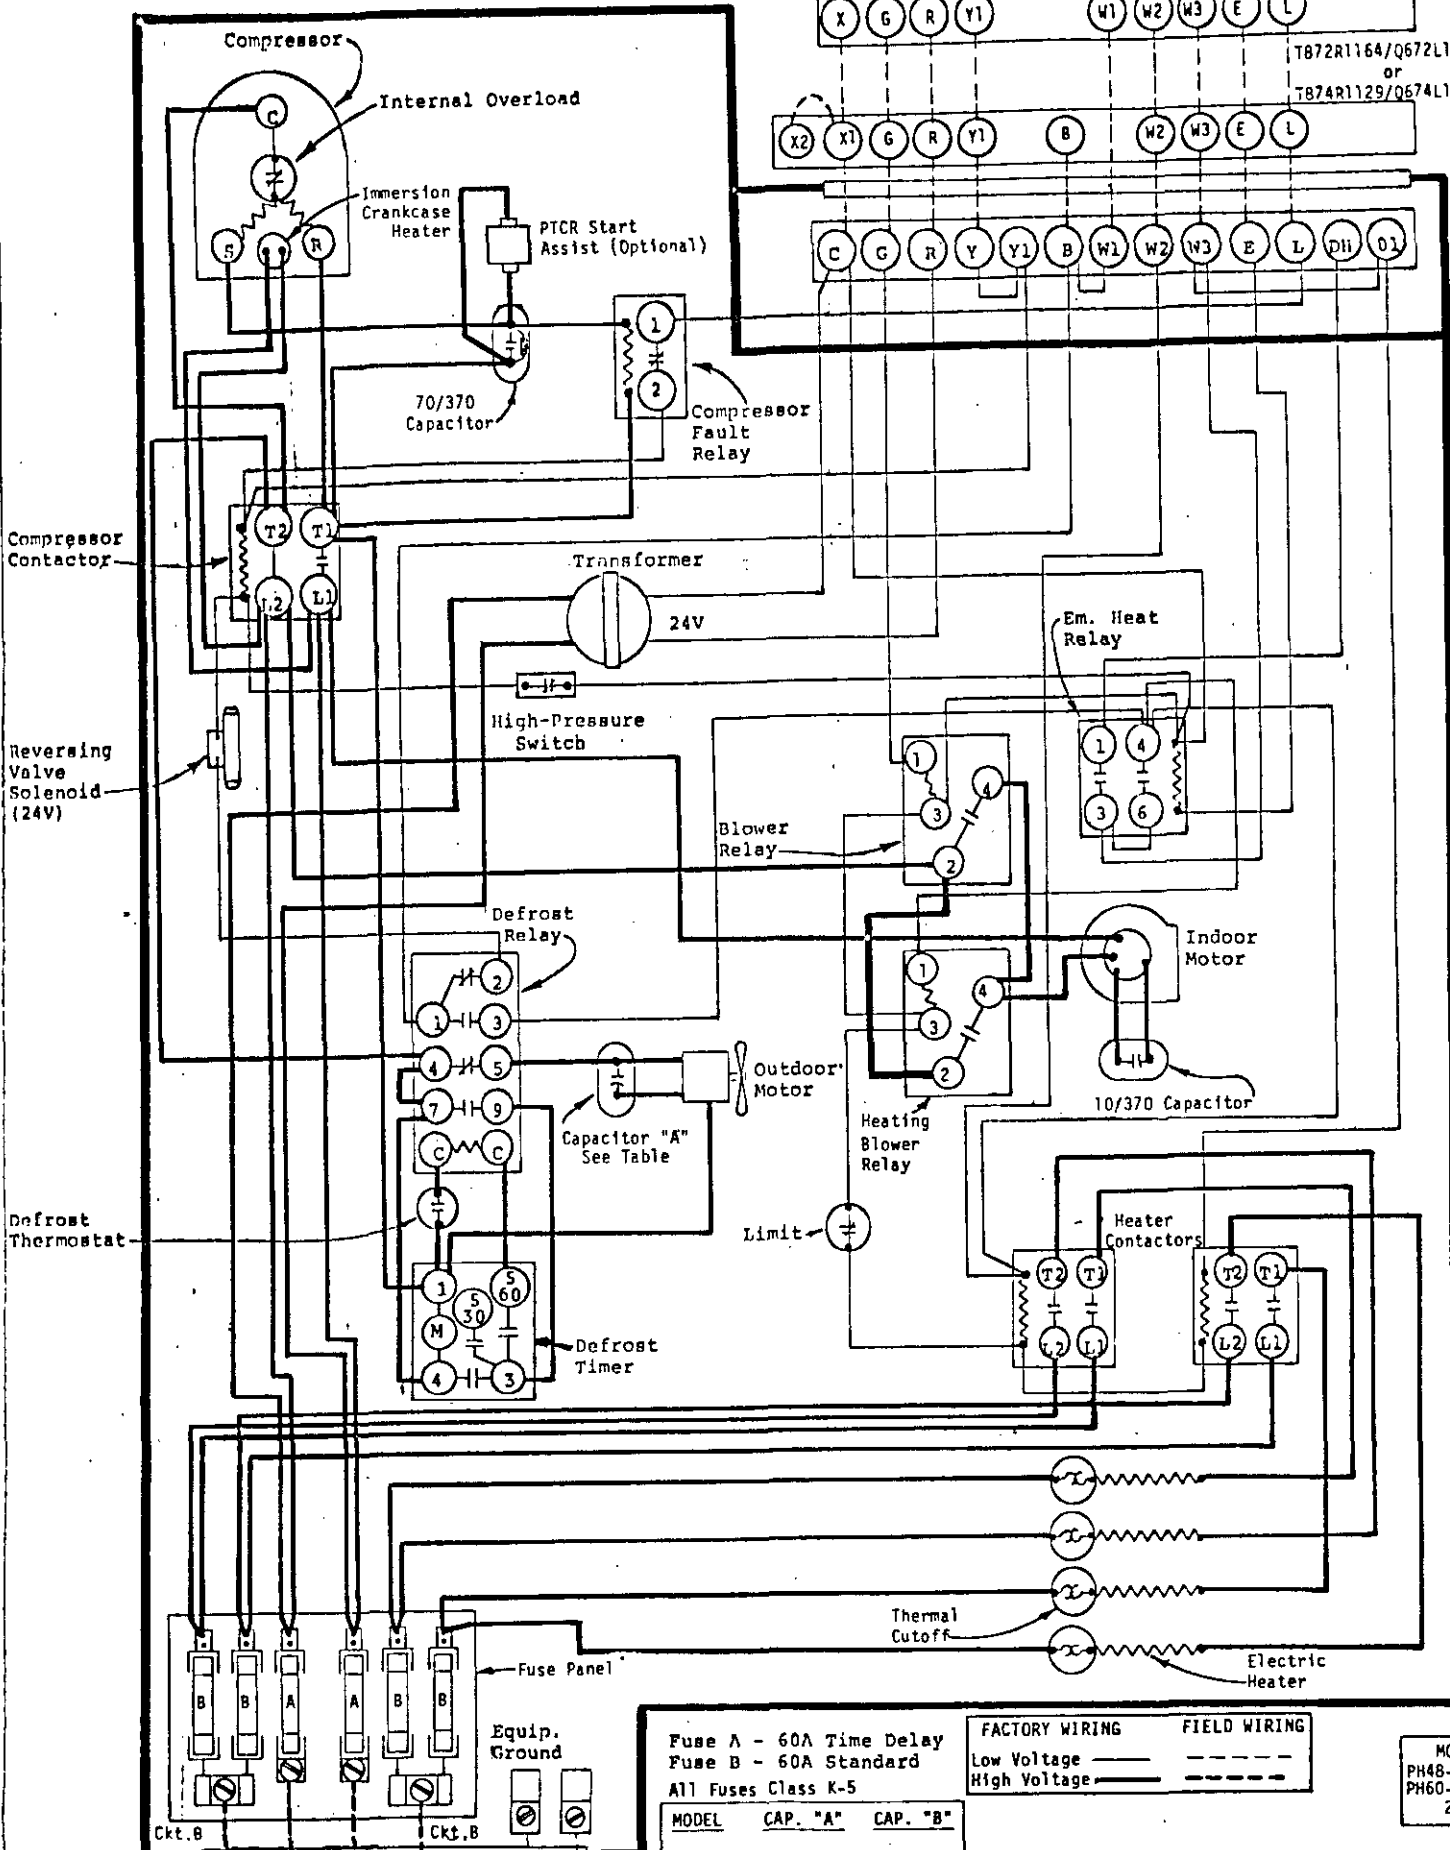 X G R Y1 W1 W2 W3 E L
T872R1164/Q672L1
or
T874R1129/Q674L1
X2 X1 G R Y1 B W2 W3 E L
C G R Y Y1 B W1 W2 W3 E L DH O1
Compressor
C
Internal Overload
Immersion
Crankcase
Heater
S R
PTCR Start
Assist (Optional)
70/370
Capacitor
1
2
Compressor
Fault
Relay
Compressor
Contactor
T2 T1
L2 L1
Transformer
24V
High-Pressure
Switch
Reversing
Valve
Solenoid
(24V)
Em. Heat
Relay
1 4
3 6
Blower
Relay
1
4
3
2
Defrost
Relay
2
1 3
4 5
7 9
C C
Indoor
Motor
10/370 Capacitor
1
4
3
2
Heating
Blower
Relay
Outdoor
Motor
Capacitor "A"
See Table
Defrost
Thermostat
Limit
Heater
Contactors
T2 T1
L2 L1
T2 T1
L2 L1
1
S
60
S
30
M
4 3
Defrost
Timer
Thermal
Cutoff
Electric
Heater
Fuse Panel
B B A A B B
Equip.
Ground
Ckt.B
Ckt.B
Fuse A - 60A Time Delay
Fuse B - 60A Standard
All Fuses Class K-5
MODEL CAP. "A" CAP. "B"
FACTORY WIRING FIELD WIRING
Low Voltage
High Voltage
MO
PH48-
PH60-
2